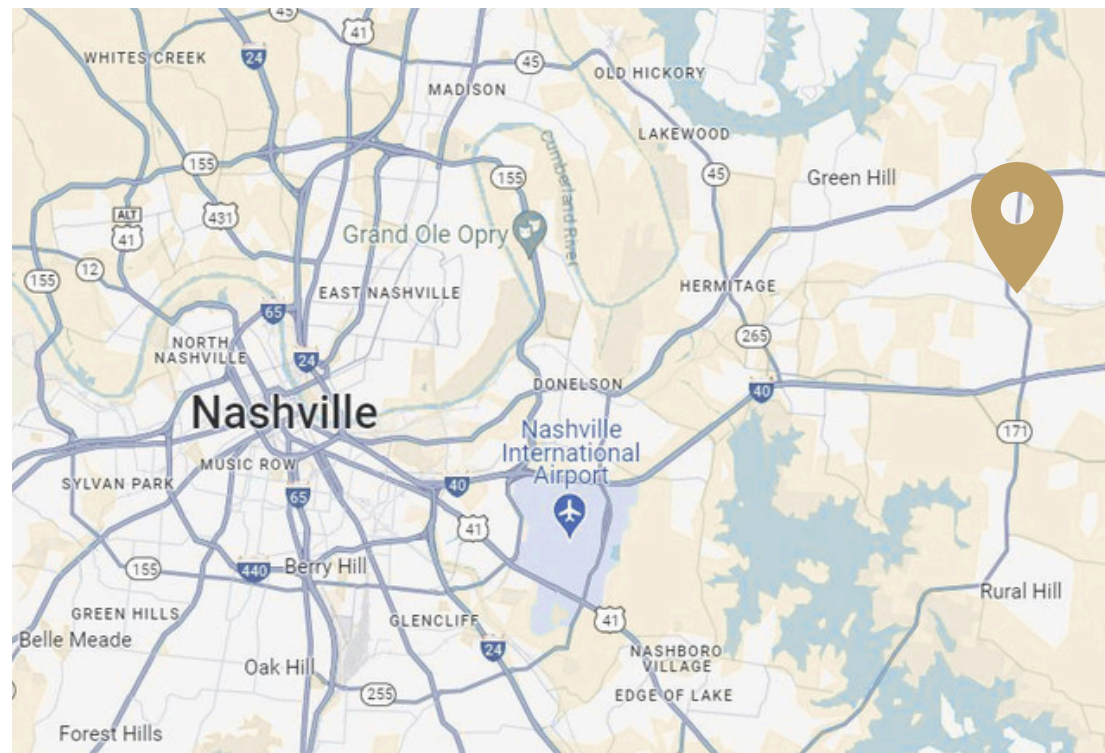 45
41
24
WHITES CREEK
45
OLD HICKORY
MADISON
LAKEWOOD
155
155
45
Green Hill
Cumberland River
ALT
41
431
Grand Ole Opry
12
155
HERMITAGE
EAST NASHVILLE
65
NORTH
NASHVILLE
265
24
DONELSON
40
Nashville
Nashville
International
Airport
171
MUSIC ROW
SYLVAN PARK
40
65
41
155
440
Berry Hill
Rural Hill
GREEN HILLS
GLENCLIFF
41
Belle Meade
24
NASHBORO
VILLAGE
Oak Hill
255
EDGE OF LAKE
Forest Hills